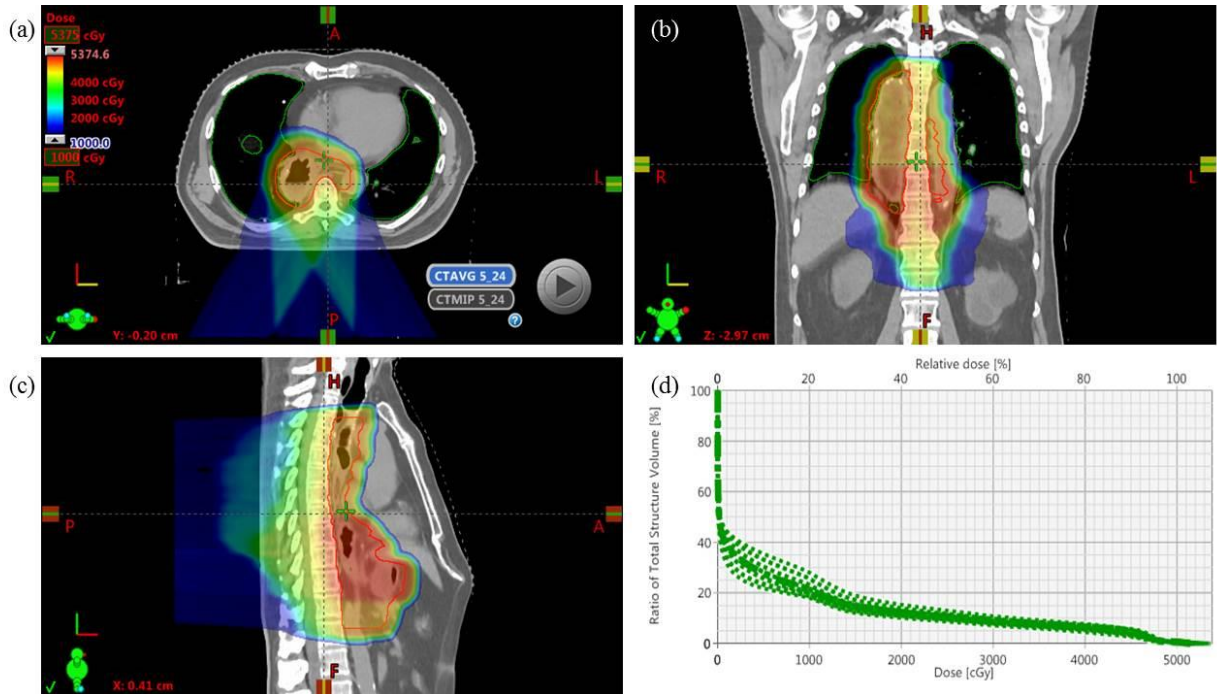 (a)
Dose
5375 cGy
5374.6
4000 cGy
3000 cGy
2000 cGy
1000.0
1000 cGy
A
R
L
P
CTAVG 5_24
CTMIP 5_24
?
Y: -0.20 cm
(b)
H
R
L
F
Z: -2.97 cm
(c)
H
P
A
F
X: 0.41 cm
(d)
Relative dose [%]
0 20 40 60 80 100
Ratio of Total Structure Volume [%]
100
80
60
40
20
0
0 1000 2000 3000 4000 5000
Dose [cGy]